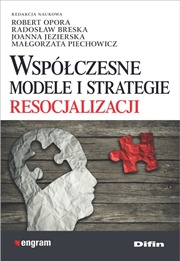 REDAKCJA NAUKOWA
ROBERT OPORA
RADOSŁAW BRESKA
JOANNA JEZIERSKA
MAŁGORZATA PIECHOWICZ
WSPÓŁCZESNE
MODELE I STRATEGIE
RESOCJALIZACJI
engram
Difin